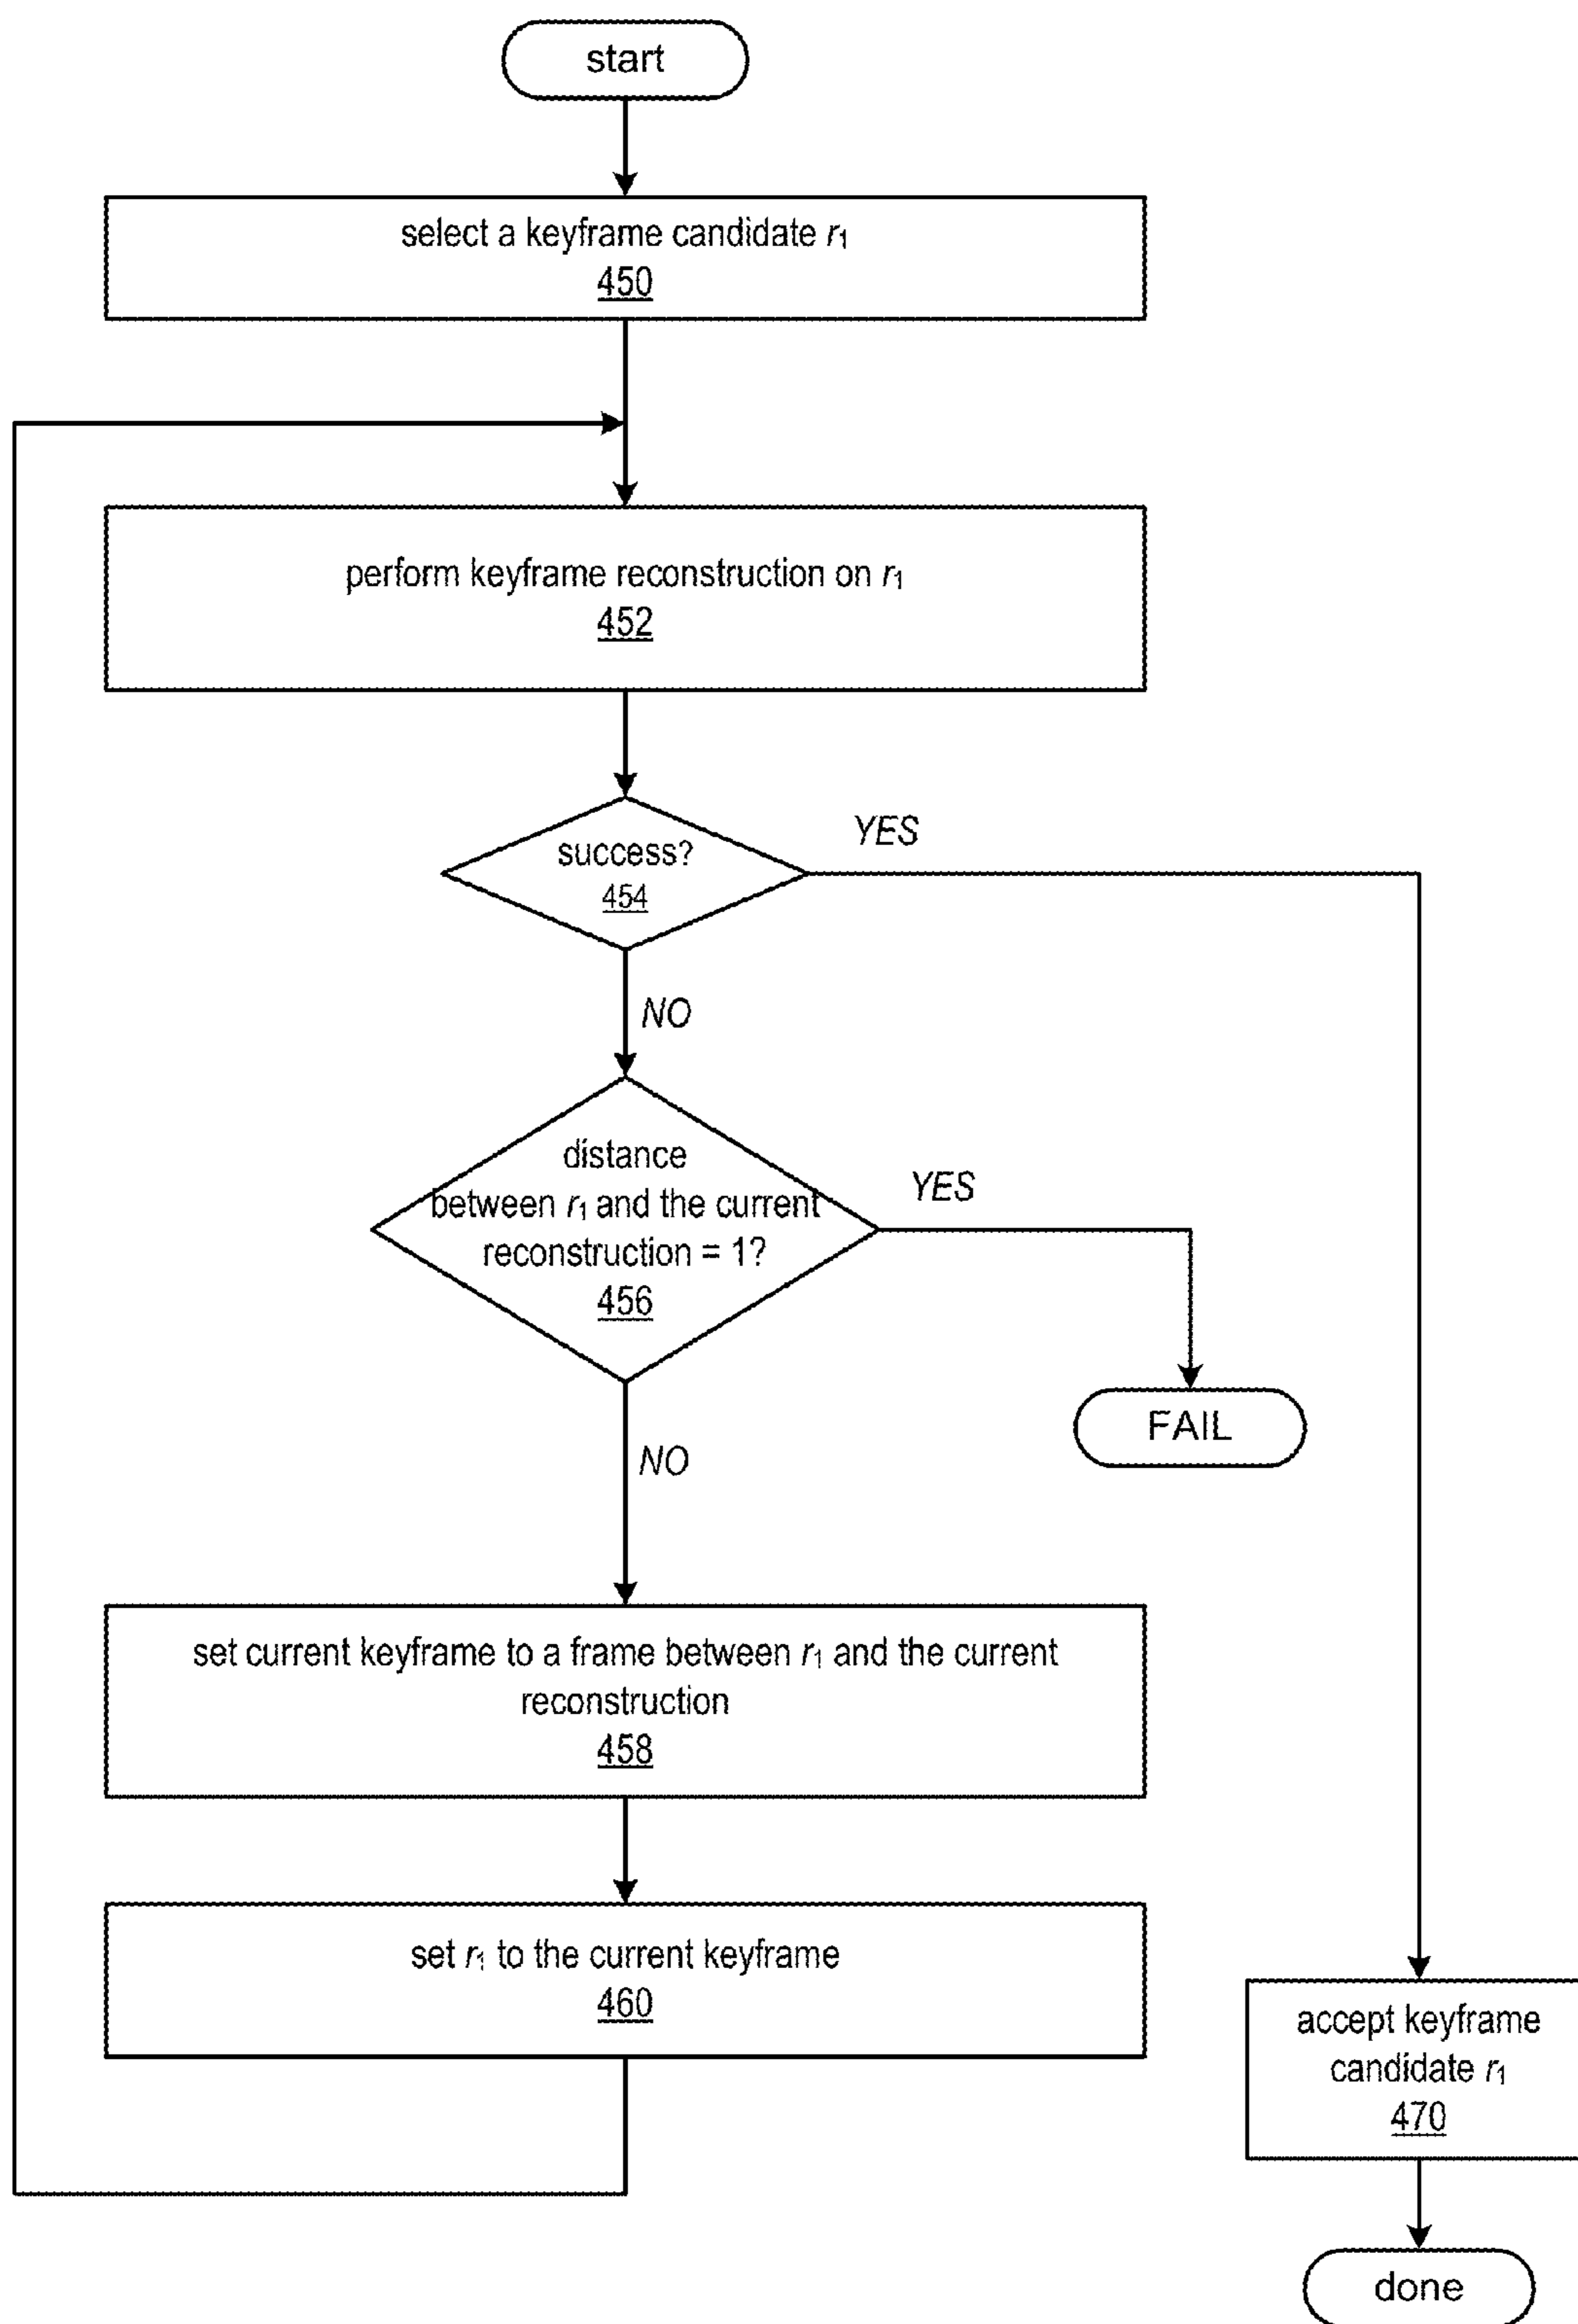 start
select a keyframe candidate r₁
450
perform keyframe reconstruction on r₁
452
success?
454
YES
NO
distance
between r₁ and the current
reconstruction = 1?
456
YES
FAIL
NO
set current keyframe to a frame between r₁ and the current
reconstruction
458
set r₁ to the current keyframe
460
accept keyframe
candidate r₁
470
done